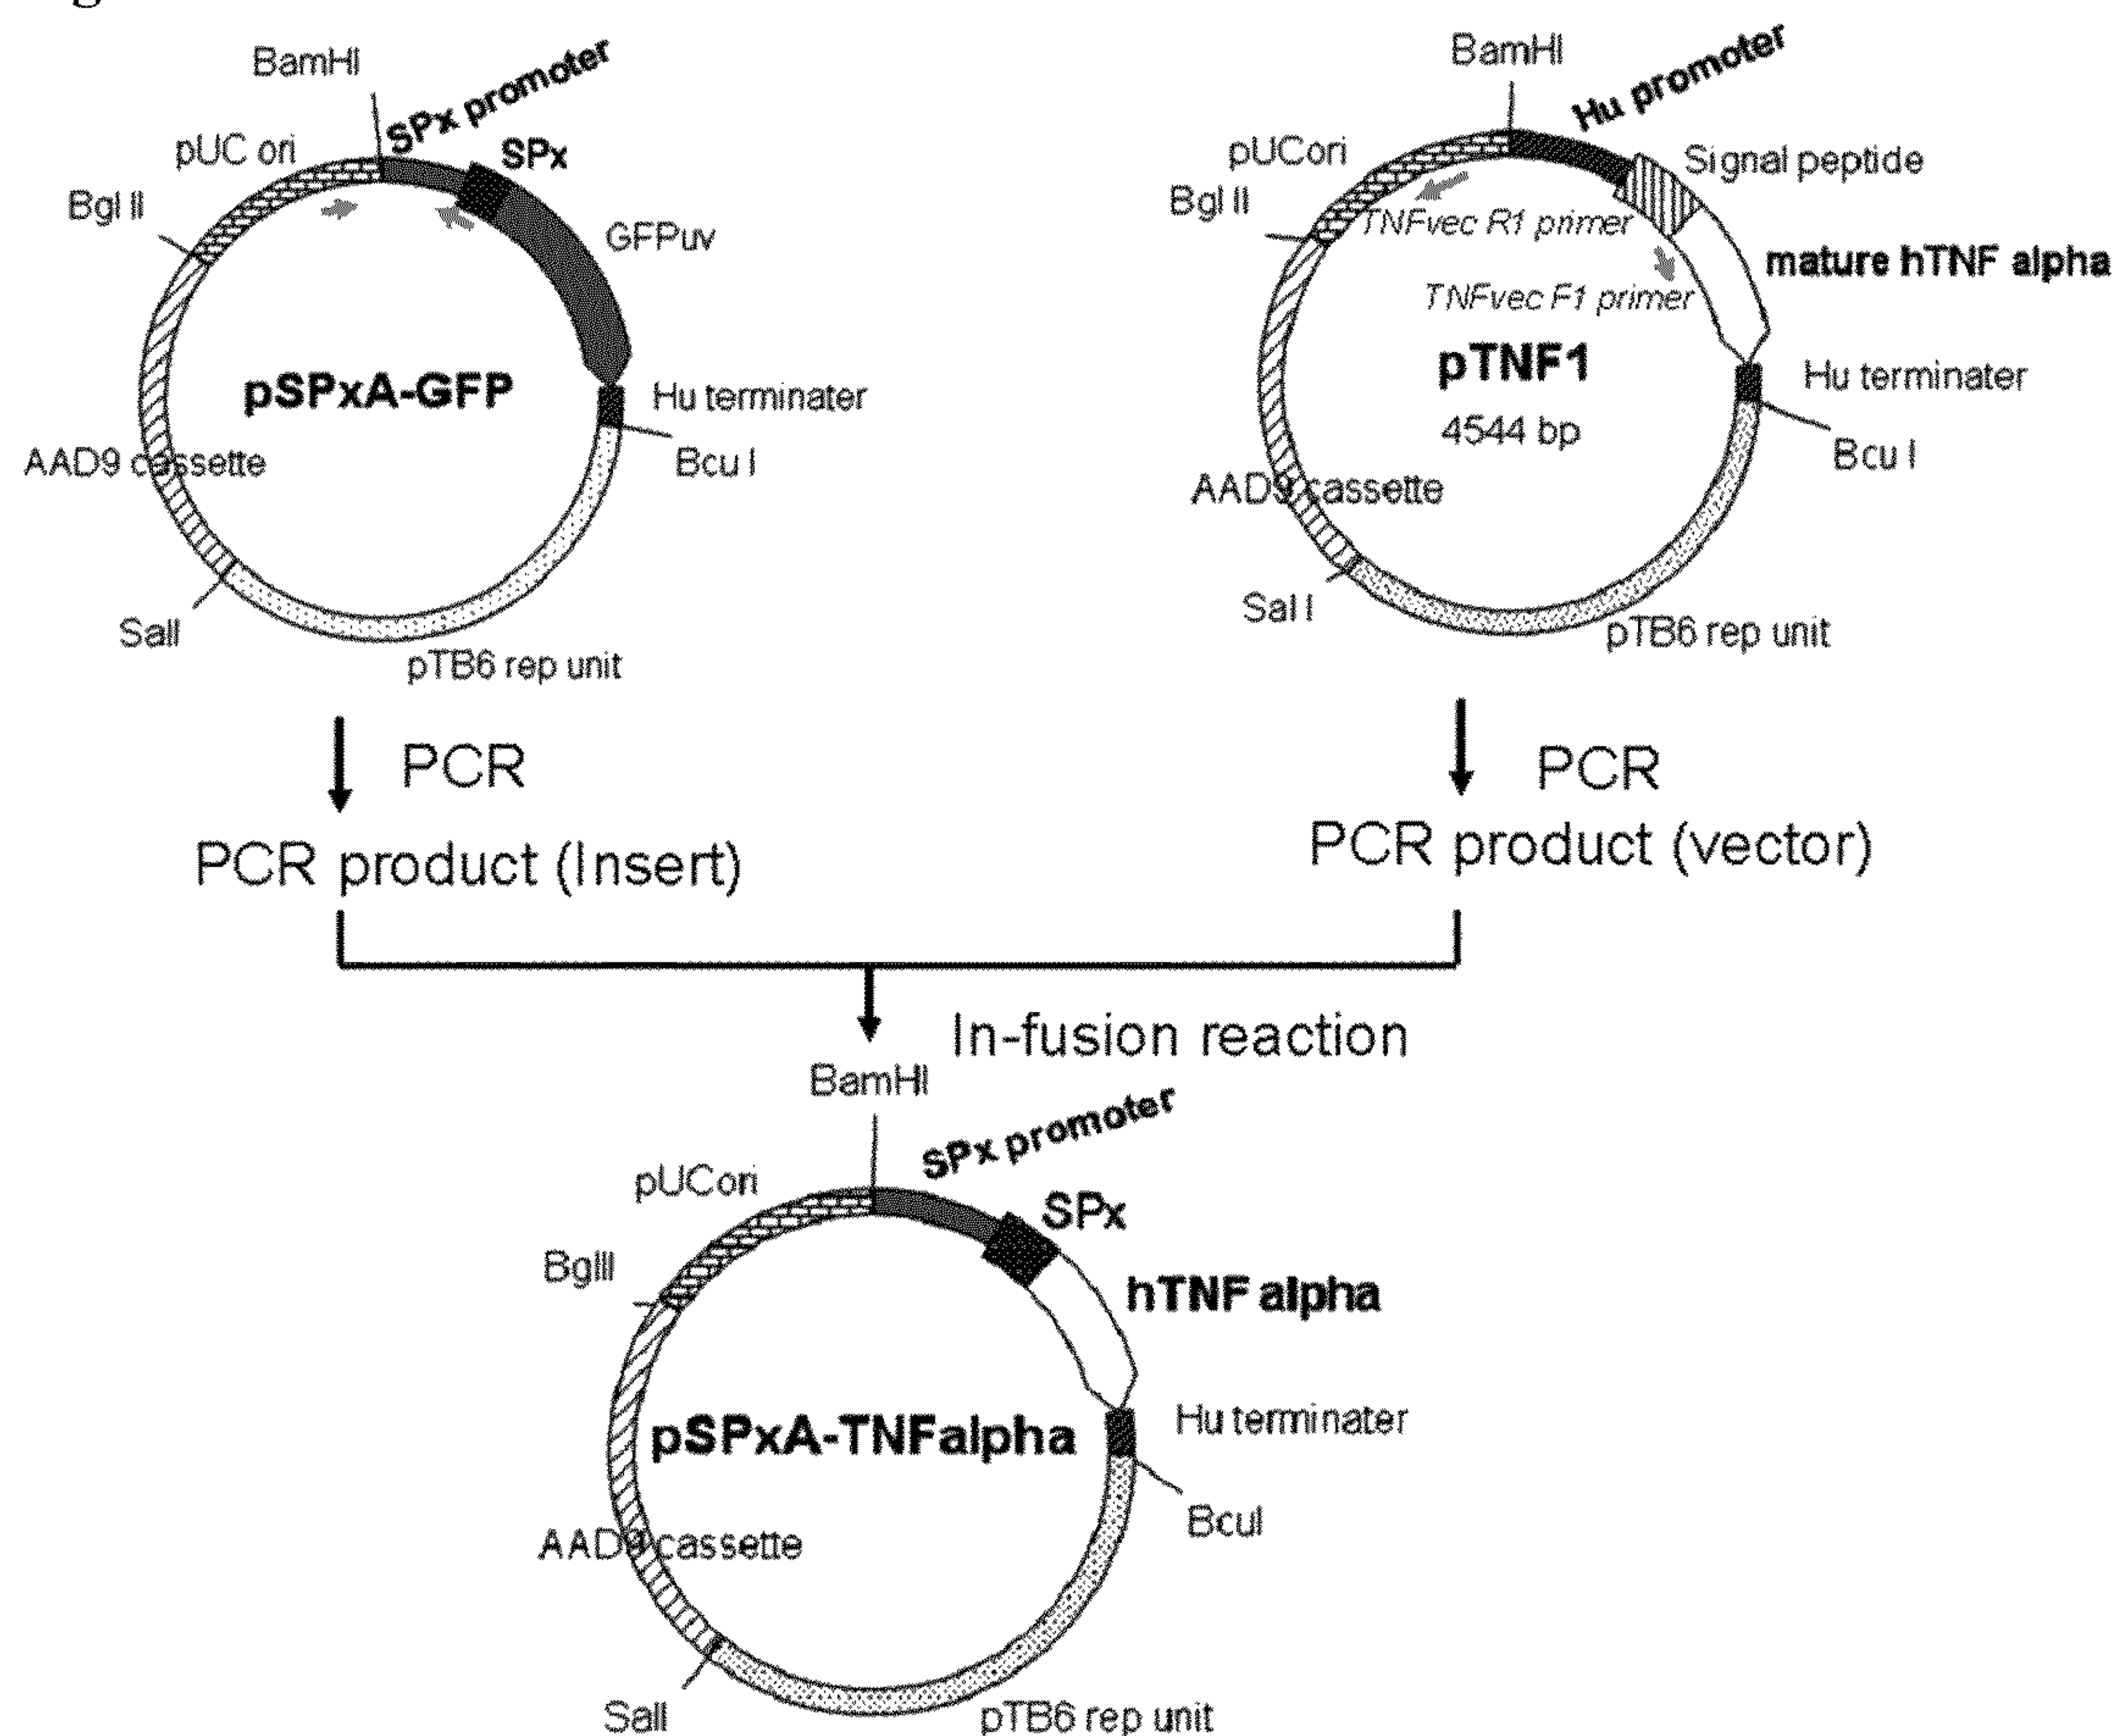 BamHI
SPx promoter
pUC ori
SPx
Bgl II
GFPuv
pSPxA-GFP
Hu terminater
AAD9 cassette
Bcu I
SalI
pTB6 rep unit
BamHI
Hu promoter
pUCori
Signal peptide
Bgl II
TNFvec R1 primer
mature hTNF alpha
TNFvec F1 primer
pTNF1
4544 bp
Hu terminater
Bcu I
AAD9 cassette
Sal I
pTB6 rep unit
PCR
PCR
PCR product (Insert)
PCR product (vector)
In-fusion reaction
BamHI
SPx promoter
pUCori
SPx
BglII
hTNF alpha
pSPxA-TNFalpha
Hu terminater
BcuI
AAD9 cassette
SalI
pTB6 rep unit